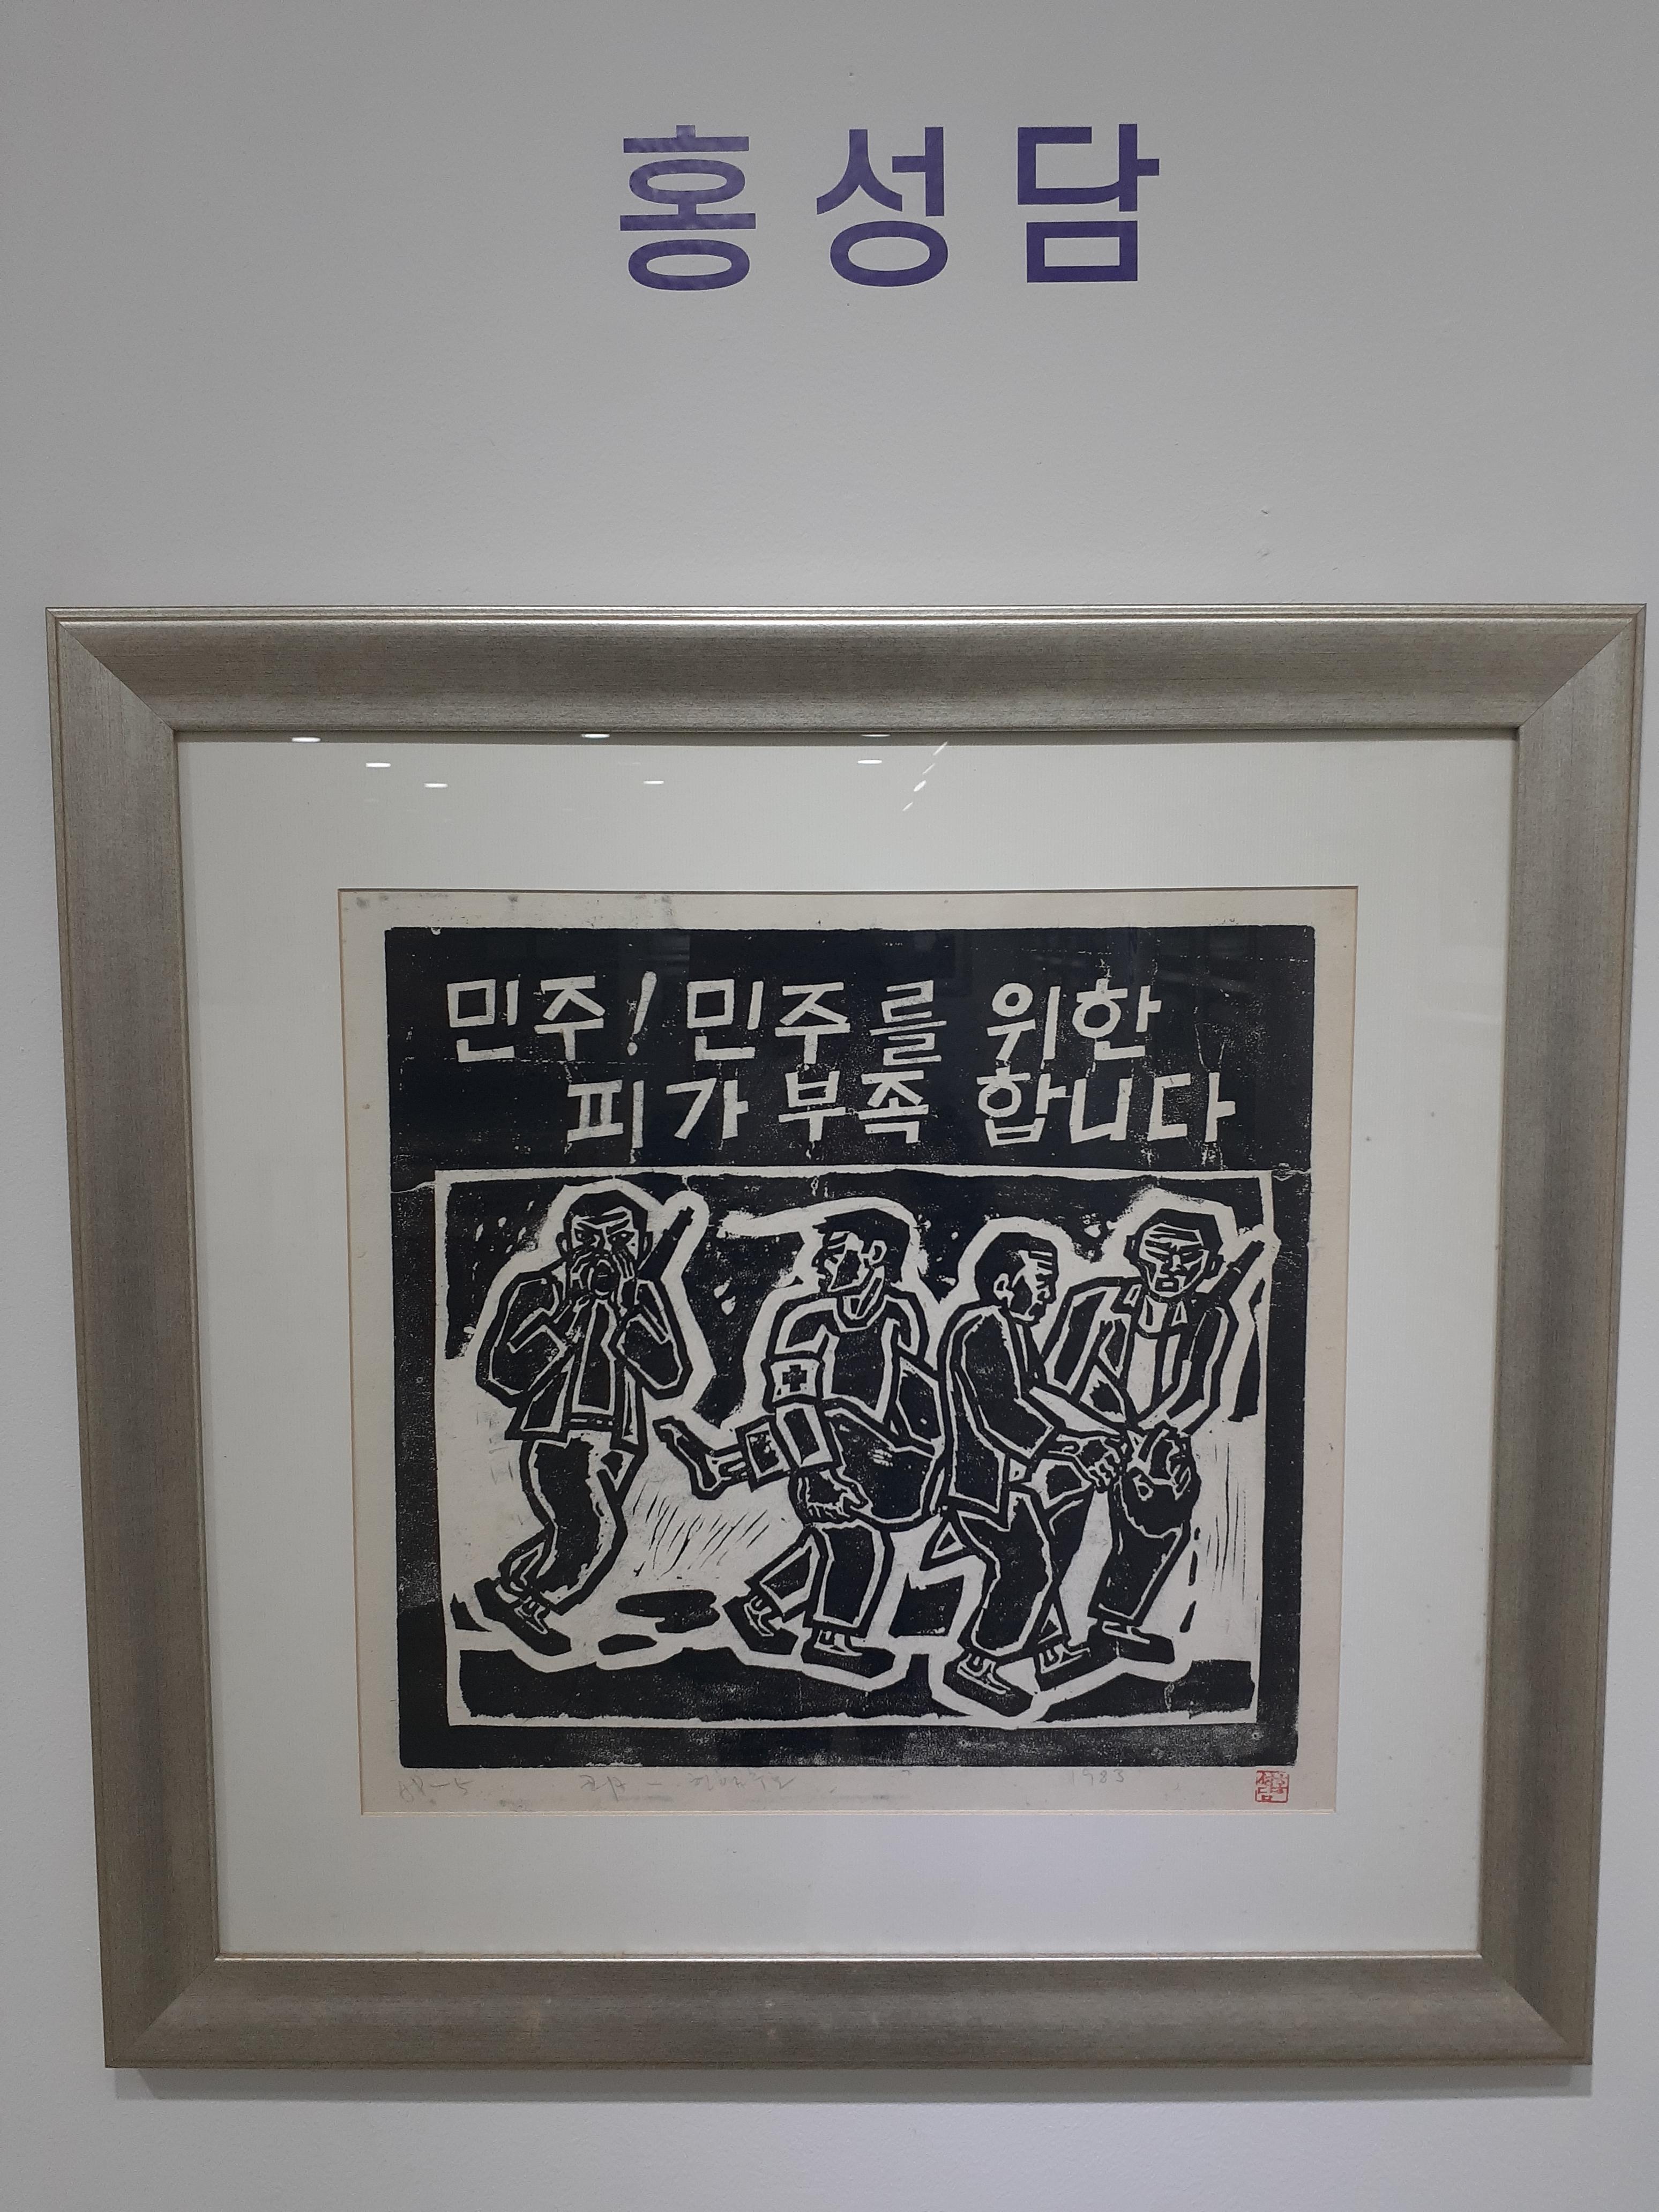 홍성담
민주! 민주를 위한
피가 부족 합니다
1983